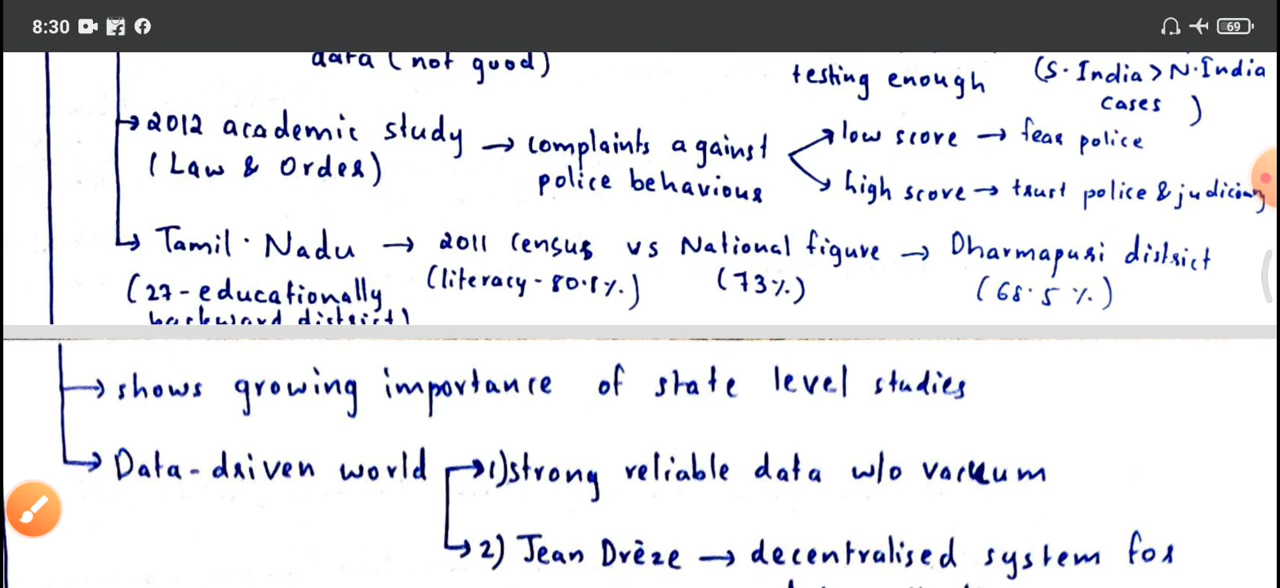 8:30
69
data (not good)
testing enough
(S. India > N. India
cases )
→ 2012 academic study → complaints against → low score → fear police
(Law & Order)
police behaviour
→ high score → trust police & judiciary
→ Tamil Nadu → 2011 census vs National figure → Dharmapuri district
(27 - educationally
(literacy - 80.1%.)
(73%)
(68.5 %.)
backward district)
→ shows growing importance of state level studies
→ Data-driven world → 1) strong reliable data w/o vacuum
→ 2) Jean Drèze → decentralised system for